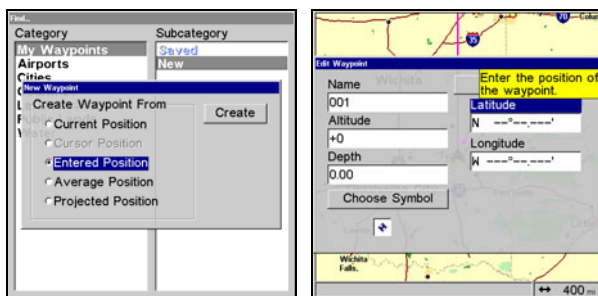 Find...
Category
Subcategory
My Waypoints
Saved
Airports
New
Cities
New Waypoint
Create Waypoint From
Current Position
Create
Cursor Position
Entered Position
Average Position
Projected Position
70
35
Edit Waypoint
Name
Wichita
Enter the position of
the waypoint.
001
Latitude
Altitude
N --°--.---'
+0
Longitude
Depth
W ---°--.---'
0.00
Choose Symbol
Wichita
Falls.
↔ 400 mi